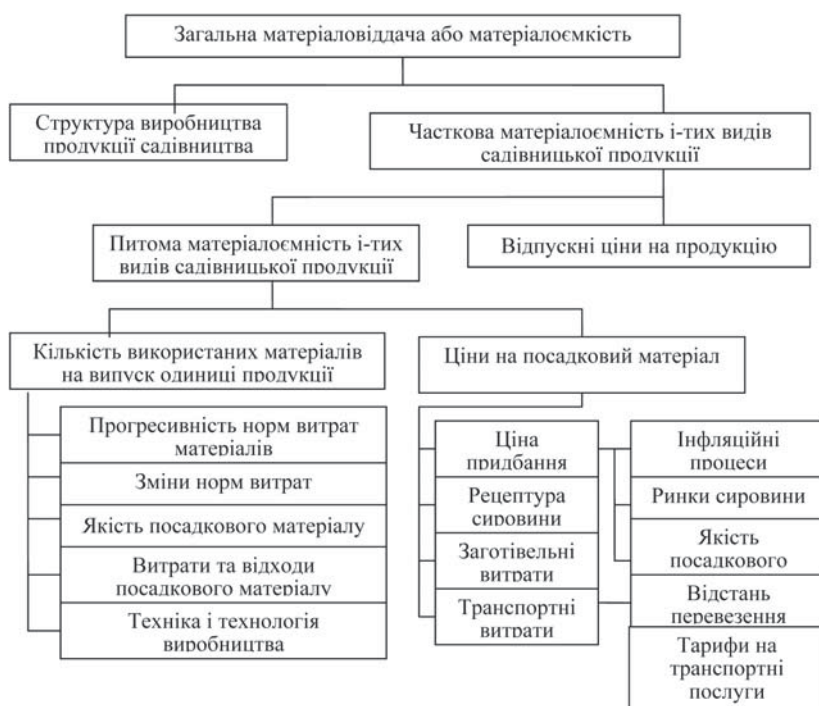 Загальна матеріаловіддача або матеріалоємкість
Структура виробництва
продукції садівництва
Часткова матеріалоємність і-тих видів
садівницької продукції
Питома матеріалоємність і-тих
видів садівницької продукції
Відпускні ціни на продукцію
Кількість використаних матеріалів
на випуск одиниці продукції
Ціни на посадковий матеріал
Прогресивність норм витрат
матеріалів
Зміни норм витрат
Якість посадкового матеріалу
Витрати та відходи
посадкового матеріалу
Техніка і технологія
виробництва
Ціна
придбання
Рецептура
сировини
Заготівельні
витрати
Транспортні
витрати
Інфляційні
процеси
Ринки сировини
Якість
посадкового
Відстань
перевезення
Тарифи на
транспортні
послуги